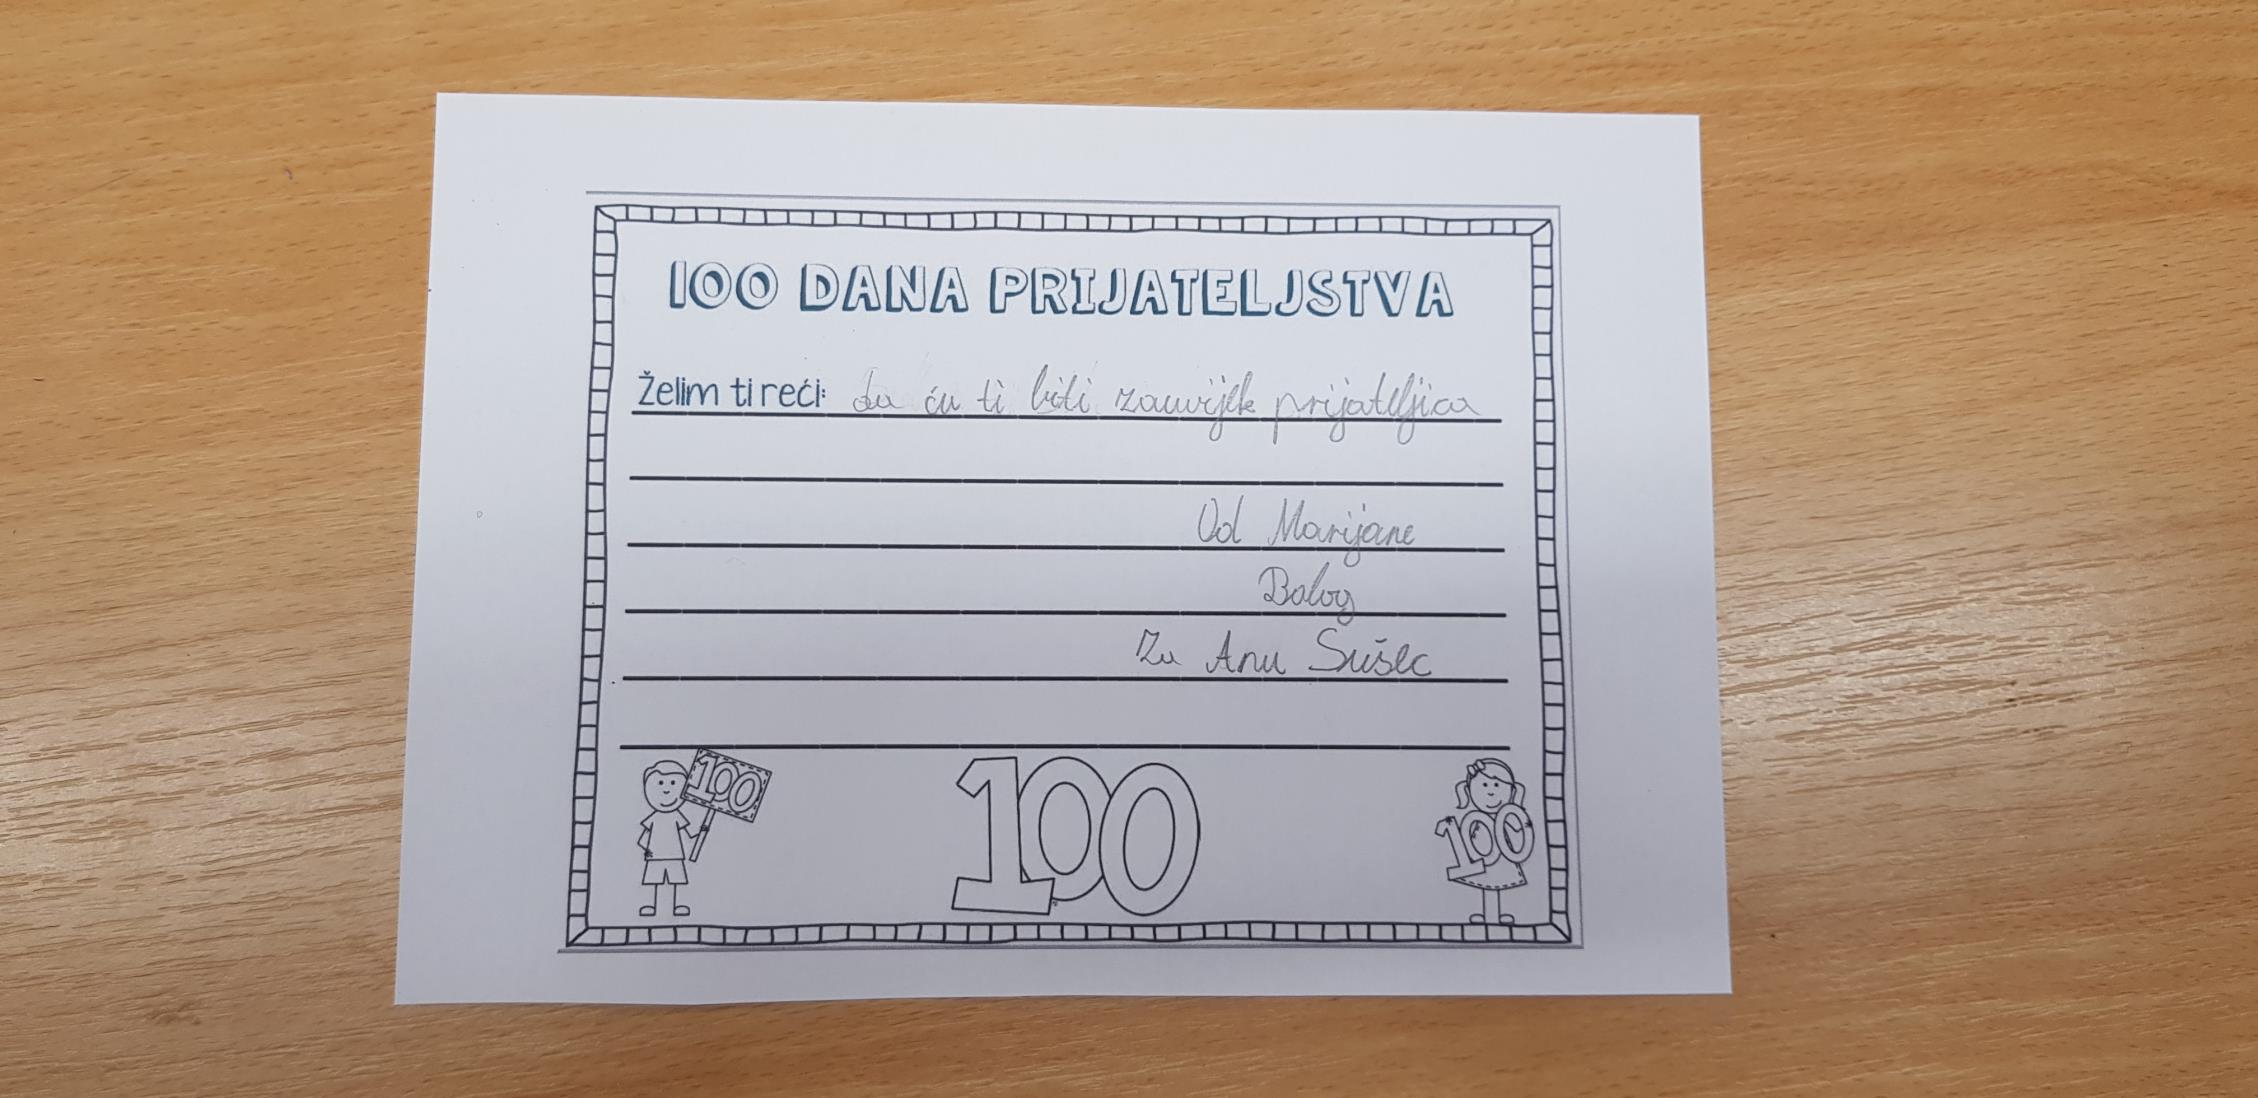 100 DANA PRIJATELJSTVA
Želim ti reći: da ću ti biti zauvijek prijateljica
Od Marijane
Balog
Za Anu Sušec
100
100
100